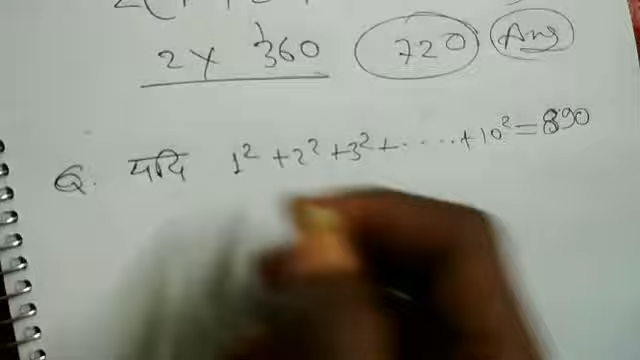 2 × 360 720 Ans
Q. यदि 1² + 2² + 3² + ..... + 10² = 890